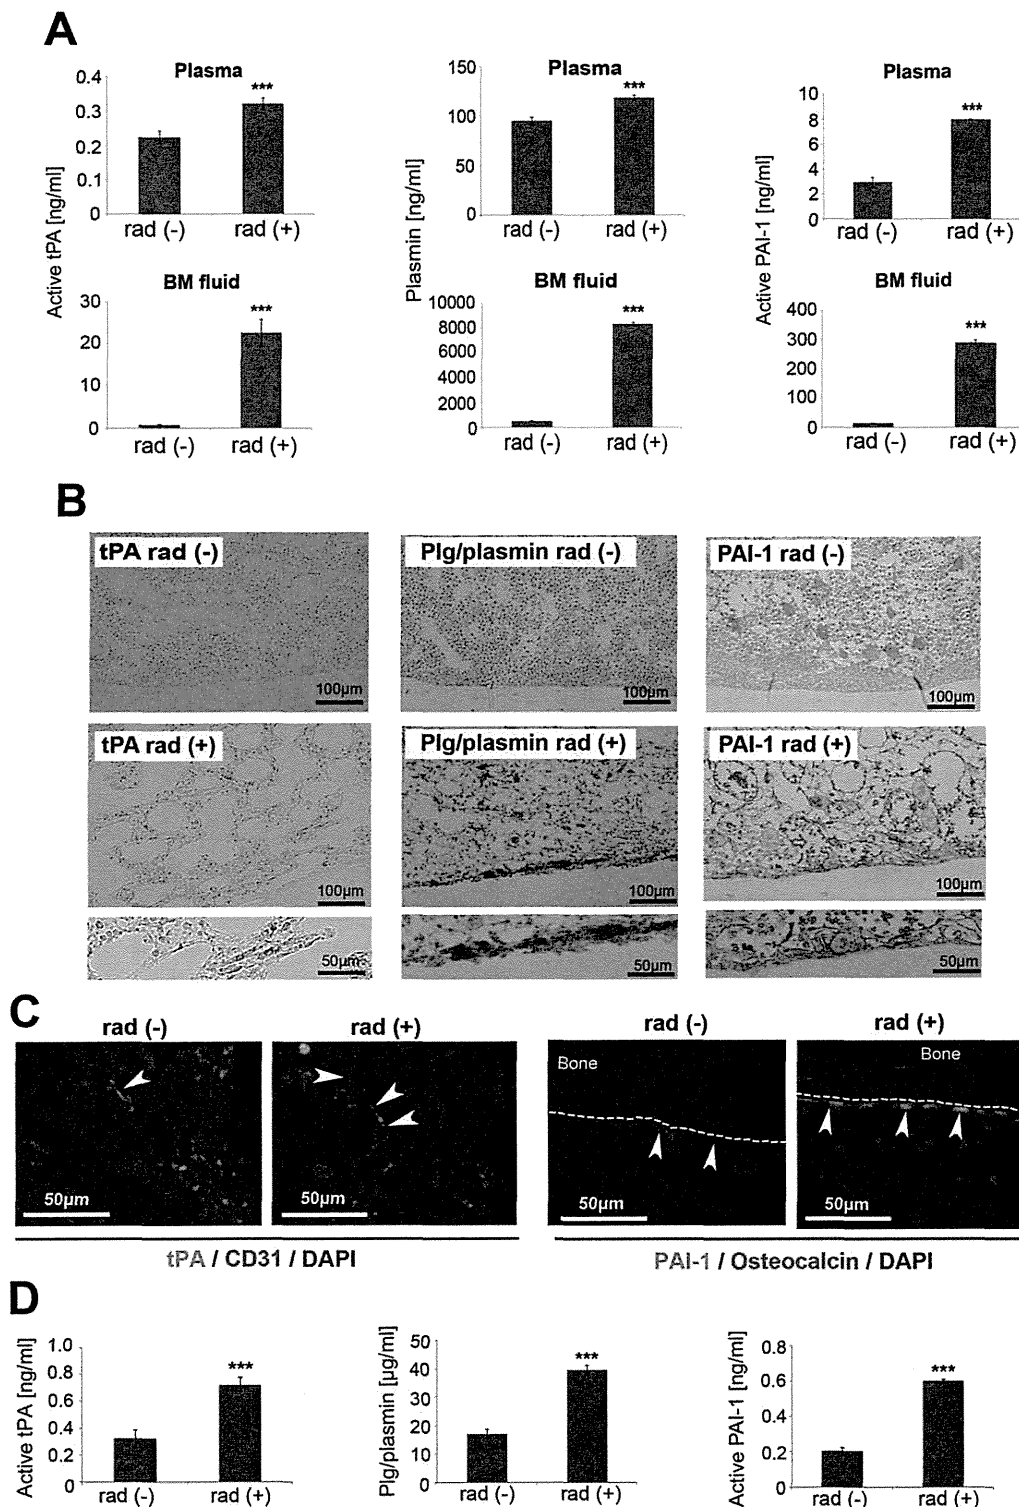 A
Plasma
Active tPA [ng/ml]
0.4
0.3
0.2
0.1
0
***
rad (-)
rad (+)
Plasma
Plasmin [ng/ml]
150
100
50
0
***
rad (-)
rad (+)
Plasma
Active PAI-1 [ng/ml]
10
8
6
4
2
0
***
rad (-)
rad (+)
BM fluid
30
20
10
0
***
rad (-)
rad (+)
BM fluid
10000
8000
6000
4000
2000
0
***
rad (-)
rad (+)
BM fluid
400
300
200
100
0
***
rad (-)
rad (+)
B
tPA rad (-)
100µm
Plg/plasmin rad (-)
100µm
PAI-1 rad (-)
100µm
tPA rad (+)
100µm
Plg/plasmin rad (+)
100µm
PAI-1 rad (+)
100µm
50µm
50µm
50µm
C
rad (-)
rad (+)
rad (-)
rad (+)
Bone
Bone
50µm
50µm
50µm
50µm
tPA / CD31 / DAPI
PAI-1 / Osteocalcin / DAPI
D
Active tPA [ng/ml]
1.0
0.8
0.6
0.4
0.2
0
***
rad (-)
rad (+)
Plg/plasmin [µg/ml]
50
40
30
20
10
0
***
rad (-)
rad (+)
Active PAI-1 [ng/ml]
0.8
0.6
0.4
0.2
0
***
rad (-)
rad (+)